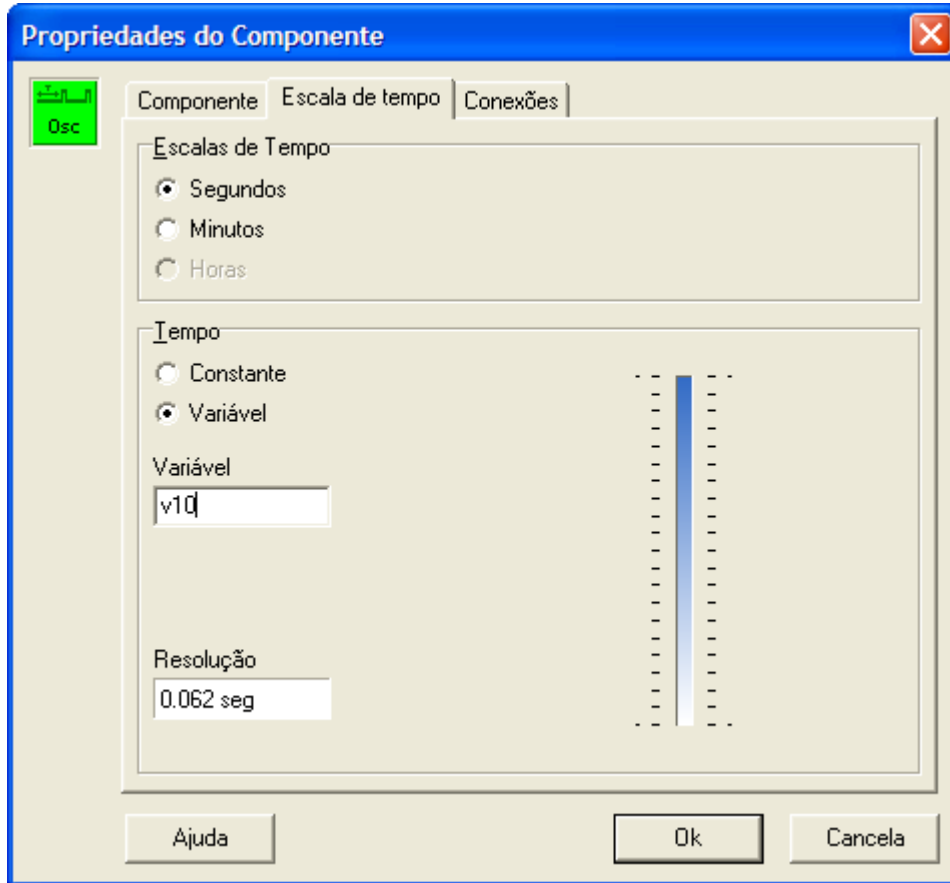 Propriedades do Componente
Osc
Componente
Escala de tempo
Conexões
Escalas de Tempo
Segundos
Minutos
Horas
Tempo
Constante
Variável
Variável
v10
Resolução
0.062 seg
Ajuda
Ok
Cancela